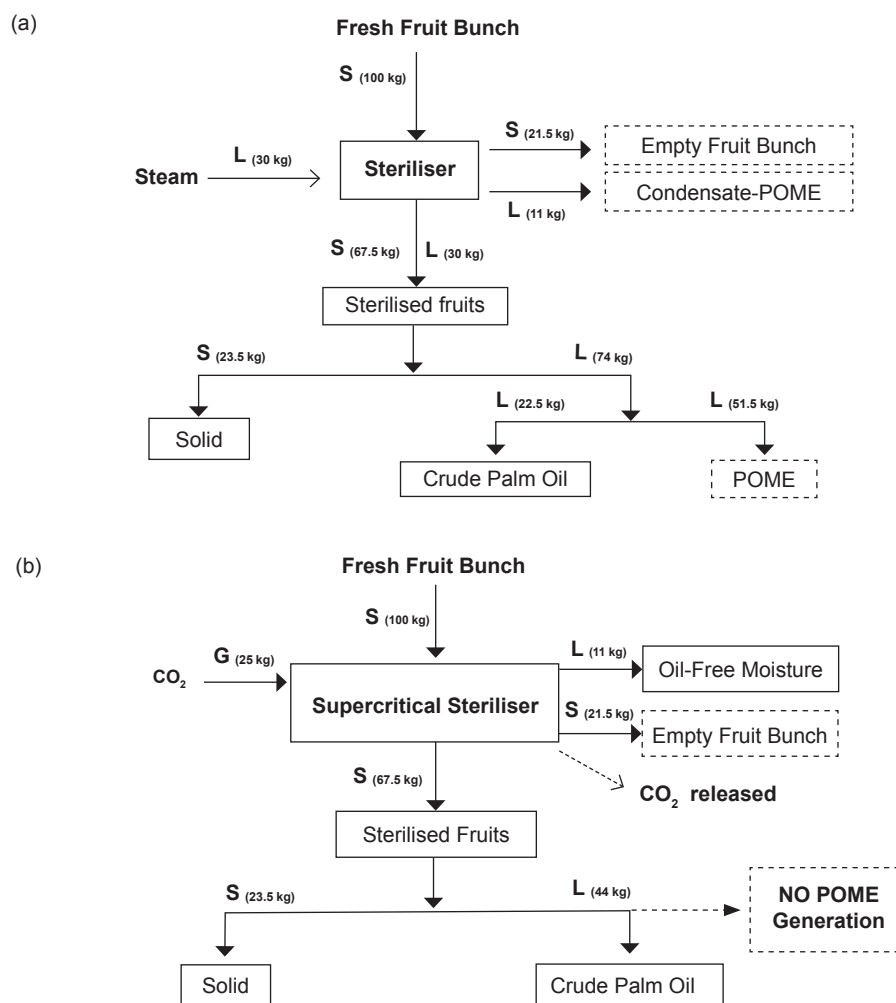 (a)
Fresh Fruit Bunch
S (100 kg)
S (21.5 kg)
Empty Fruit Bunch
Steam
L (30 kg)
Steriliser
Condensate-POME
L (11 kg)
S (67.5 kg)
L (30 kg)
Sterilised fruits
S (23.5 kg)
L (74 kg)
L (22.5 kg)
L (51.5 kg)
Solid
Crude Palm Oil
POME
(b)
Fresh Fruit Bunch
S (100 kg)
L (11 kg)
G (25 kg)
CO2
Oil-Free Moisture
Supercritical Steriliser
S (21.5 kg)
Empty Fruit Bunch
S (67.5 kg)
CO2 released
Sterilised Fruits
S (23.5 kg)
L (44 kg)
NO POME
Generation
Solid
Crude Palm Oil